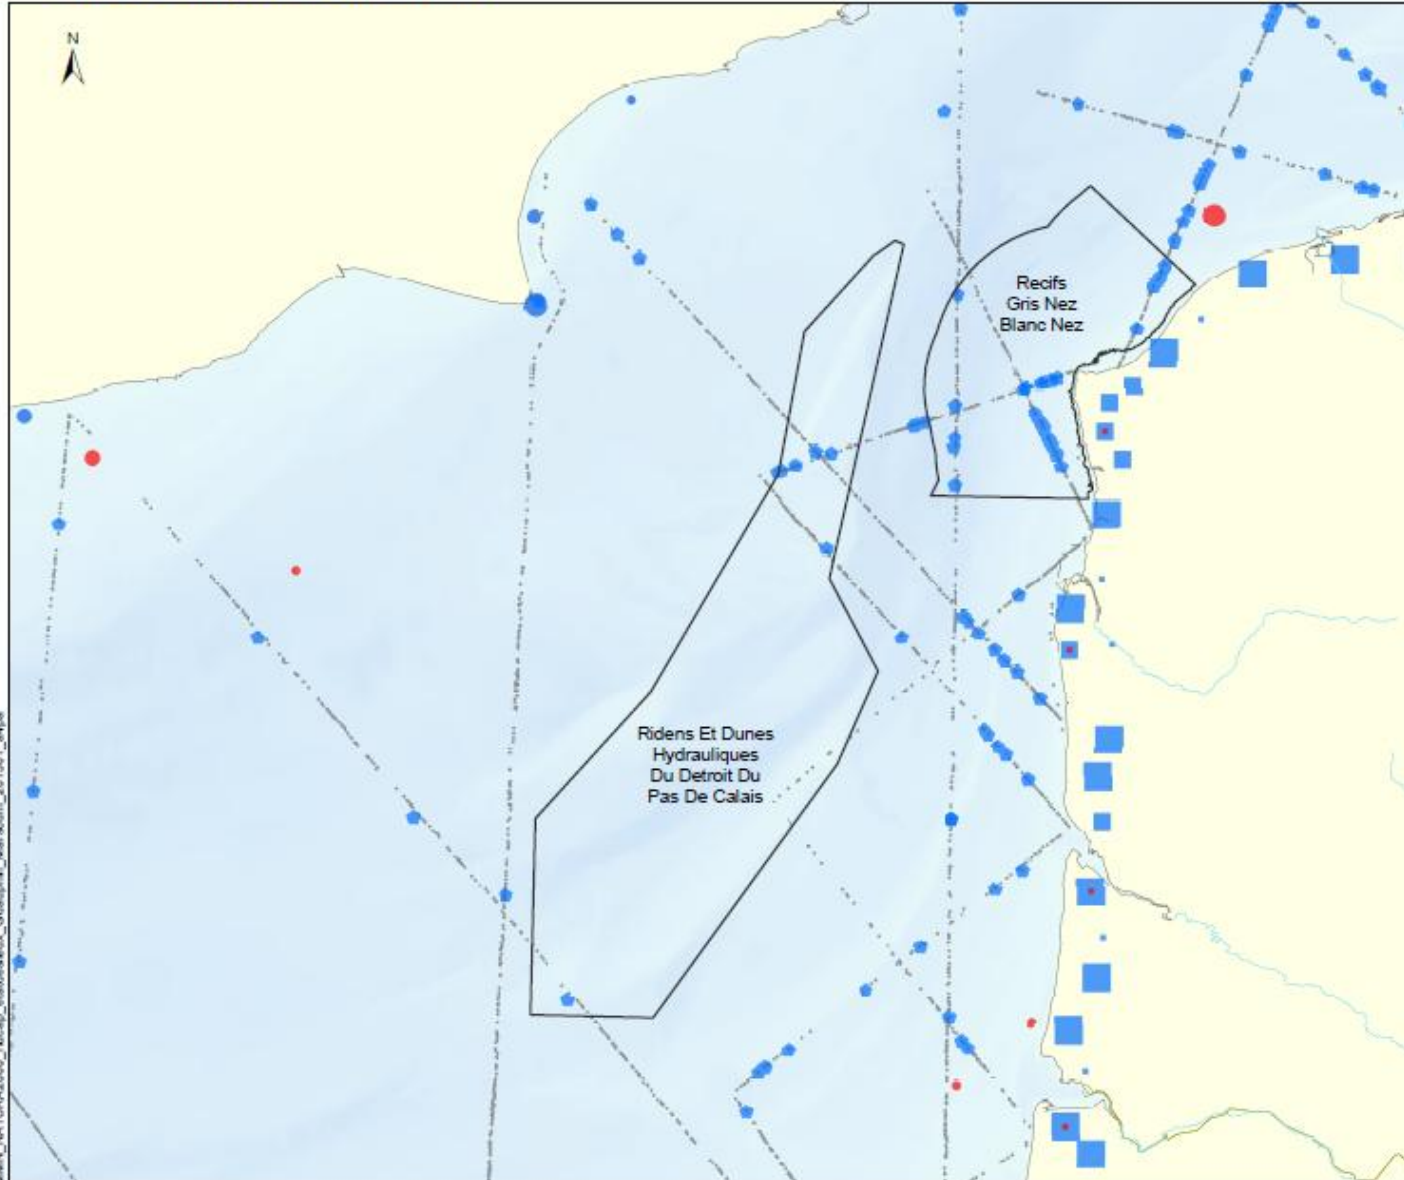 N
Recifs
Gris Nez
Blanc Nez
Ridens Et Dunes
Hydrauliques
Du Detroit Du
Pas De Calais